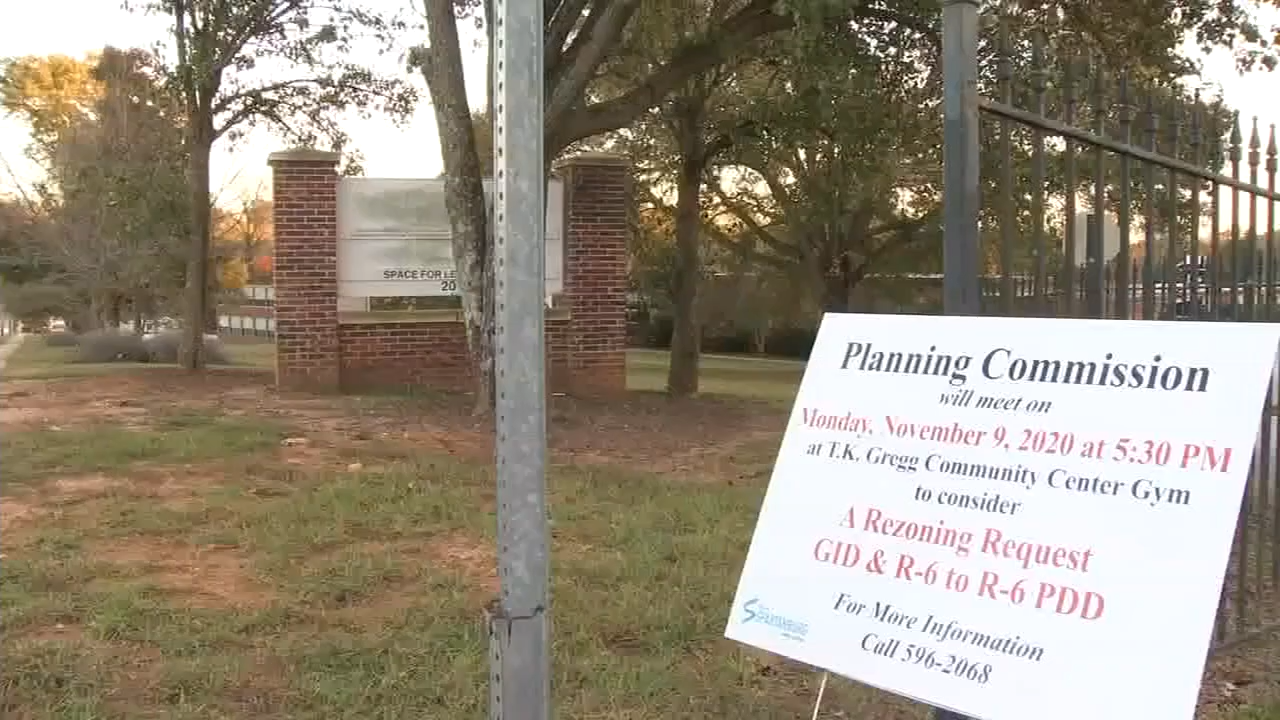 SPACE FOR LE
20
Planning Commission
will meet on
Monday, November 9, 2020 at 5:30 PM
at T.K. Gregg Community Center Gym
to consider
A Rezoning Request
GID & R-6 to R-6 PDD
SPARTANBURG
For More Information
Call 596-2068